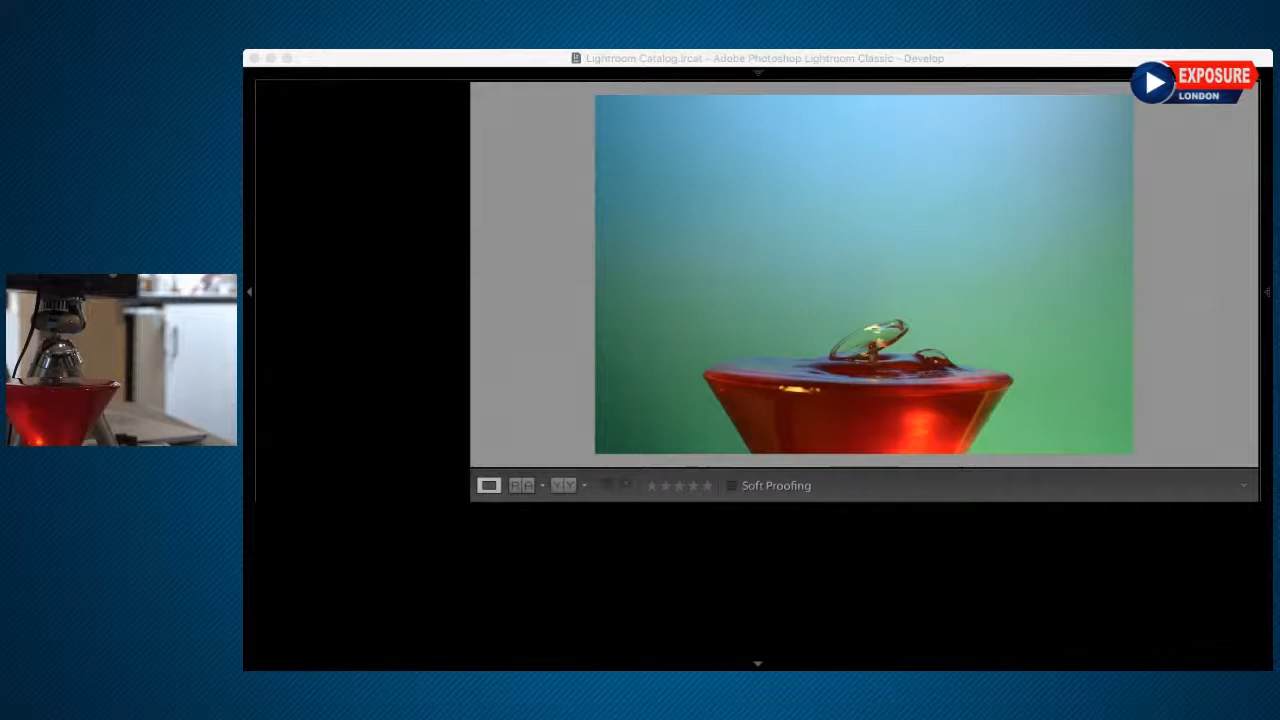 Lightroom Catalog.lrcat - Adobe Photoshop Lightroom Classic - Develop
EXPOSURE
LONDON
R A
Y Y
Soft Proofing